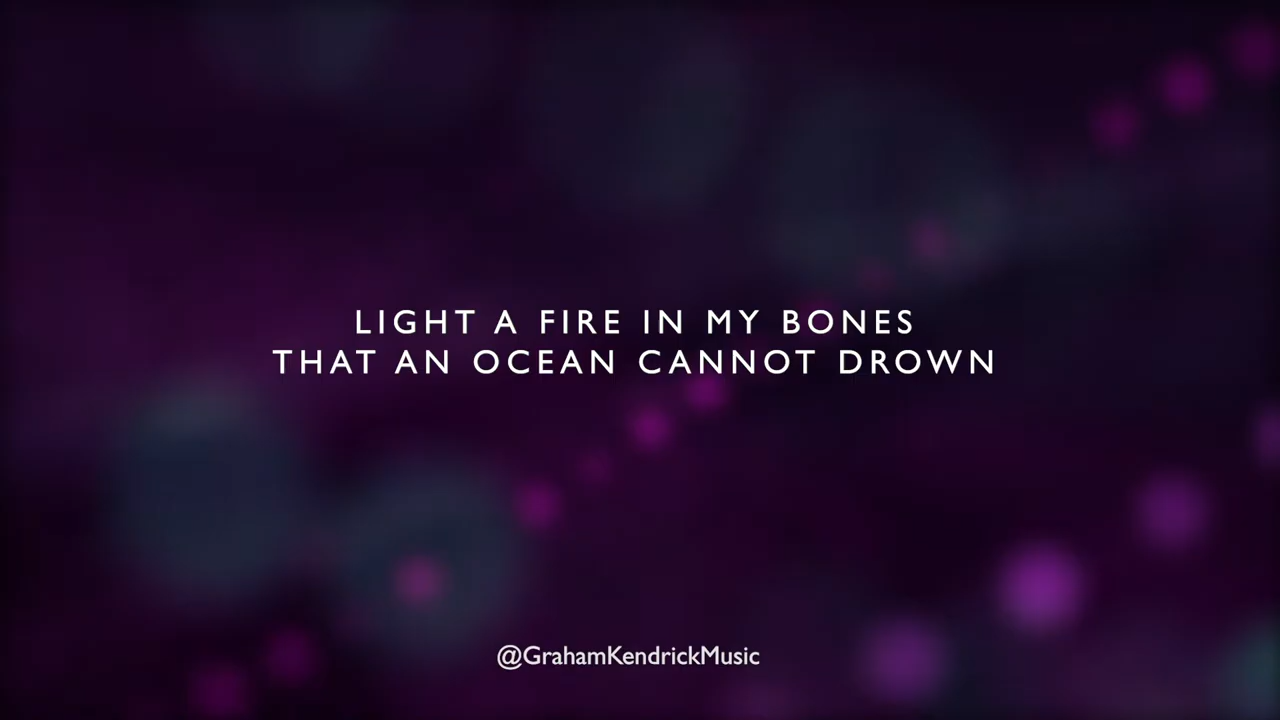 LIGHT A FIRE IN MY BONES
THAT AN OCEAN CANNOT DROWN
@GrahamKendrickMusic